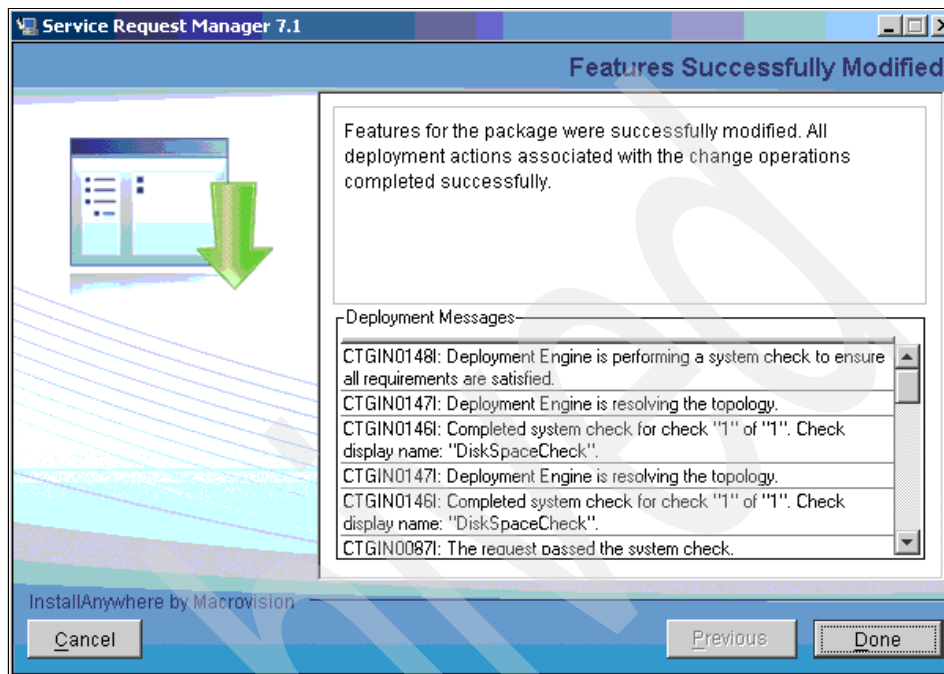 Service Request Manager 7.1
Features Successfully Modified
Features for the package were successfully modified. All
deployment actions associated with the change operations
completed successfully.
Deployment Messages
CTGIN0148I: Deployment Engine is performing a system check to ensure
all requirements are satisfied.
CTGIN0147I: Deployment Engine is resolving the topology.
CTGIN0146I: Completed system check for check "1" of "1". Check
display name: "DiskSpaceCheck".
CTGIN0147I: Deployment Engine is resolving the topology.
CTGIN0146I: Completed system check for check "1" of "1". Check
display name: "DiskSpaceCheck".
CTGIN0087I: The request passed the system check.
InstallAnywhere by Macrovision
Cancel
Previous
Done